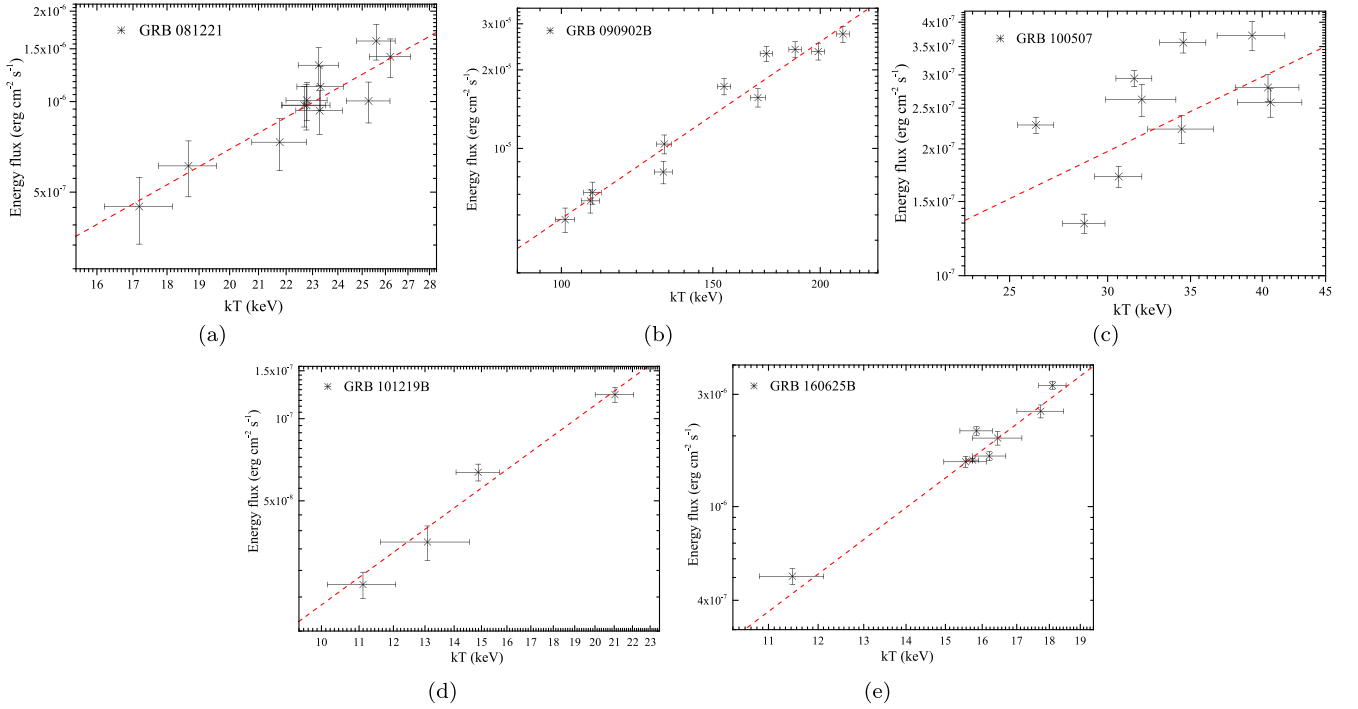 GRB 081221
2x10⁻⁶
1.5x10⁻⁶
10⁻⁶
5x10⁻⁷
Energy flux (erg cm⁻² s⁻¹)
16 17 18 19 20 21 22 23 24 25 26 27 28
kT (keV)
(a)
GRB 090902B
3x10⁻⁵
2x10⁻⁵
10⁻⁵
Energy flux (erg cm⁻² s⁻¹)
100 150 200
kT (keV)
(b)
GRB 100507
4x10⁻⁷
3.5x10⁻⁷
3x10⁻⁷
2.5x10⁻⁷
2x10⁻⁷
1.5x10⁻⁷
10⁻⁷
Energy flux (erg cm⁻² s⁻¹)
25 30 35 40 45
kT (keV)
(c)
GRB 101219B
1.5x10⁻⁷
10⁻⁷
5x10⁻⁸
Energy flux (erg cm⁻² s⁻¹)
10 11 12 13 14 15 16 17 18 19 20 21 22 23
kT (keV)
(d)
GRB 160625B
3x10⁻⁶
10⁻⁶
4x10⁻⁷
Energy flux (erg cm⁻² s⁻¹)
11 12 13 14 15 16 17 18 19
kT (keV)
(e)